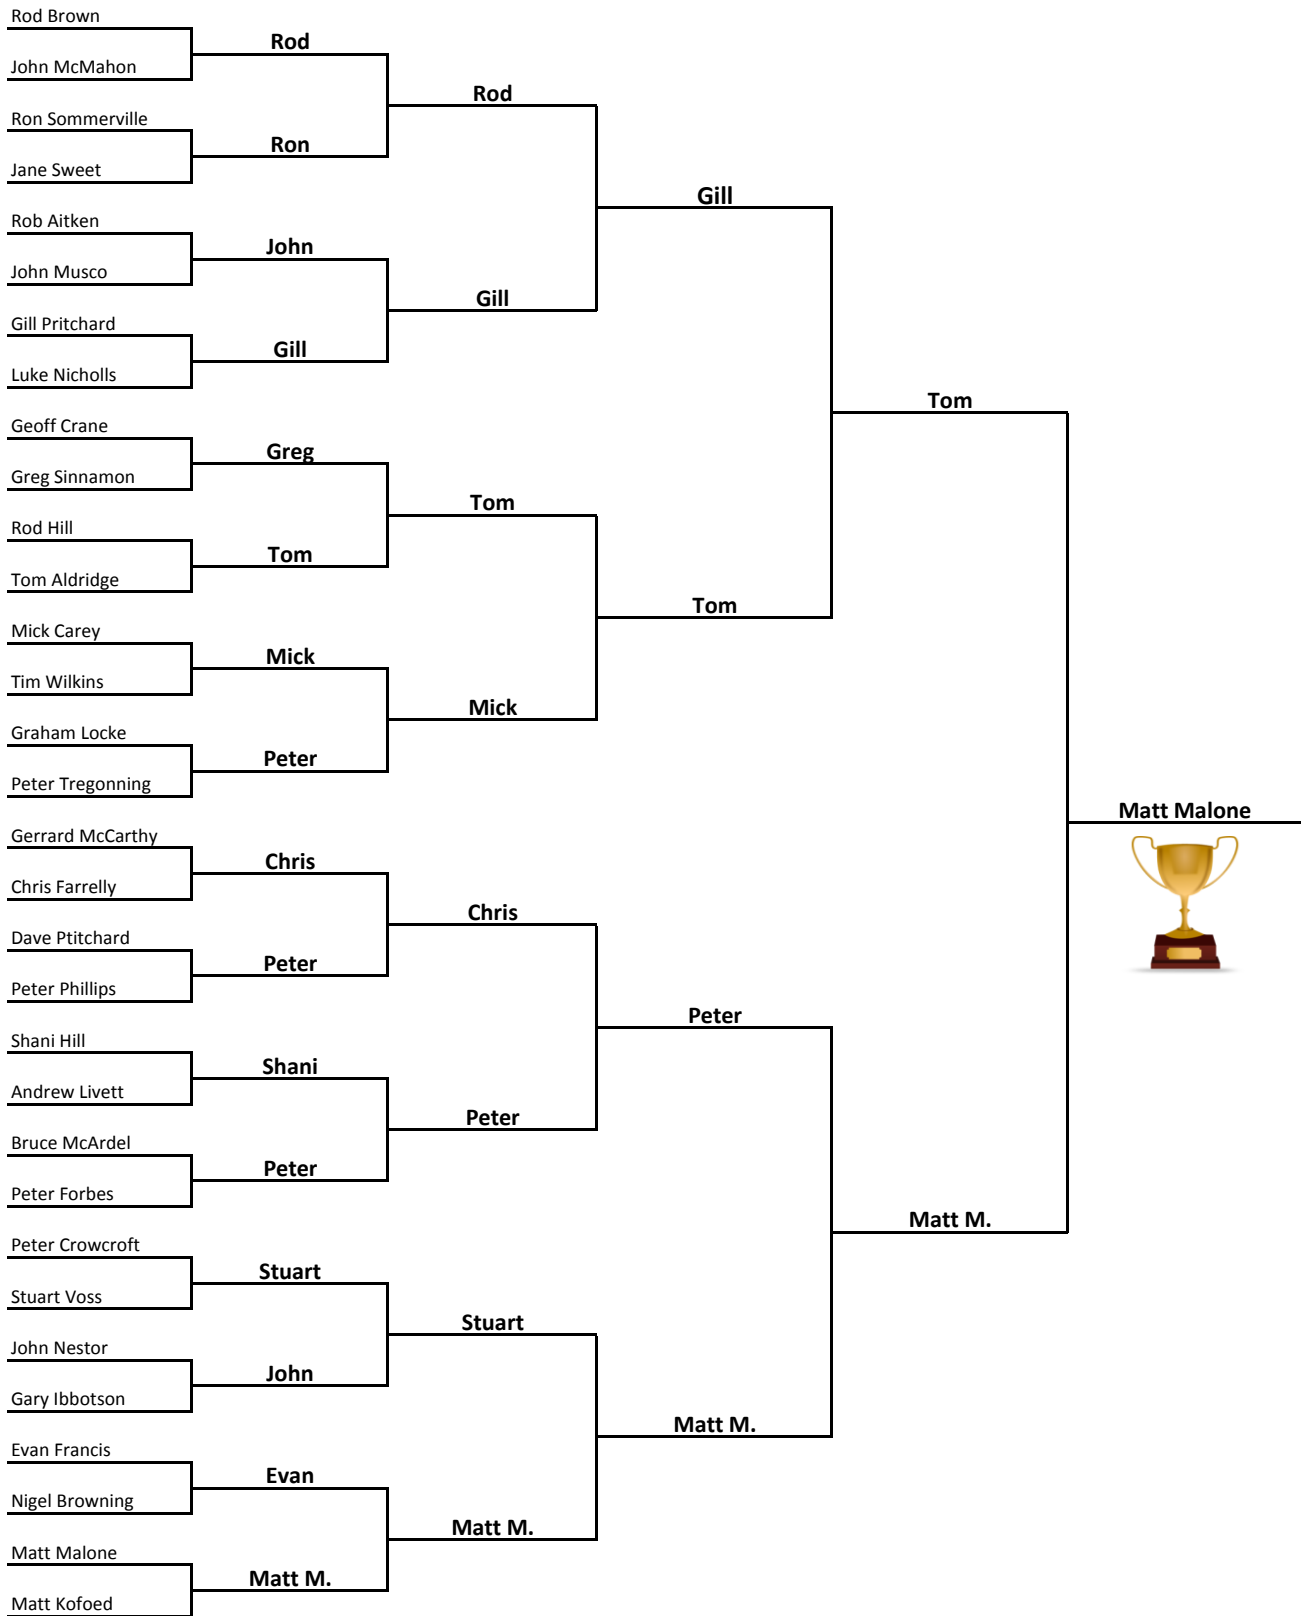 Rod Brown
Rod
John McMahon
Rod
Ron Sommerville
Ron
Jane Sweet
Gill
Rob Aitken
John
John Musco
Gill
Gill Pritchard
Gill
Luke Nicholls
Tom
Geoff Crane
Greg
Greg Sinnamon
Tom
Rod Hill
Tom
Tom Aldridge
Tom
Mick Carey
Mick
Tim Wilkins
Mick
Graham Locke
Peter
Peter Tregonning
Matt Malone
Gerrard McCarthy
Chris
Chris Farrelly
Chris
Dave Ptitchard
Peter
Peter Phillips
Peter
Shani Hill
Shani
Andrew Livett
Peter
Bruce McArdel
Peter
Peter Forbes
Matt M.
Peter Crowcroft
Stuart
Stuart Voss
Stuart
John Nestor
John
Gary Ibbotson
Matt M.
Evan Francis
Evan
Nigel Browning
Matt M.
Matt Malone
Matt M.
Matt Kofoed